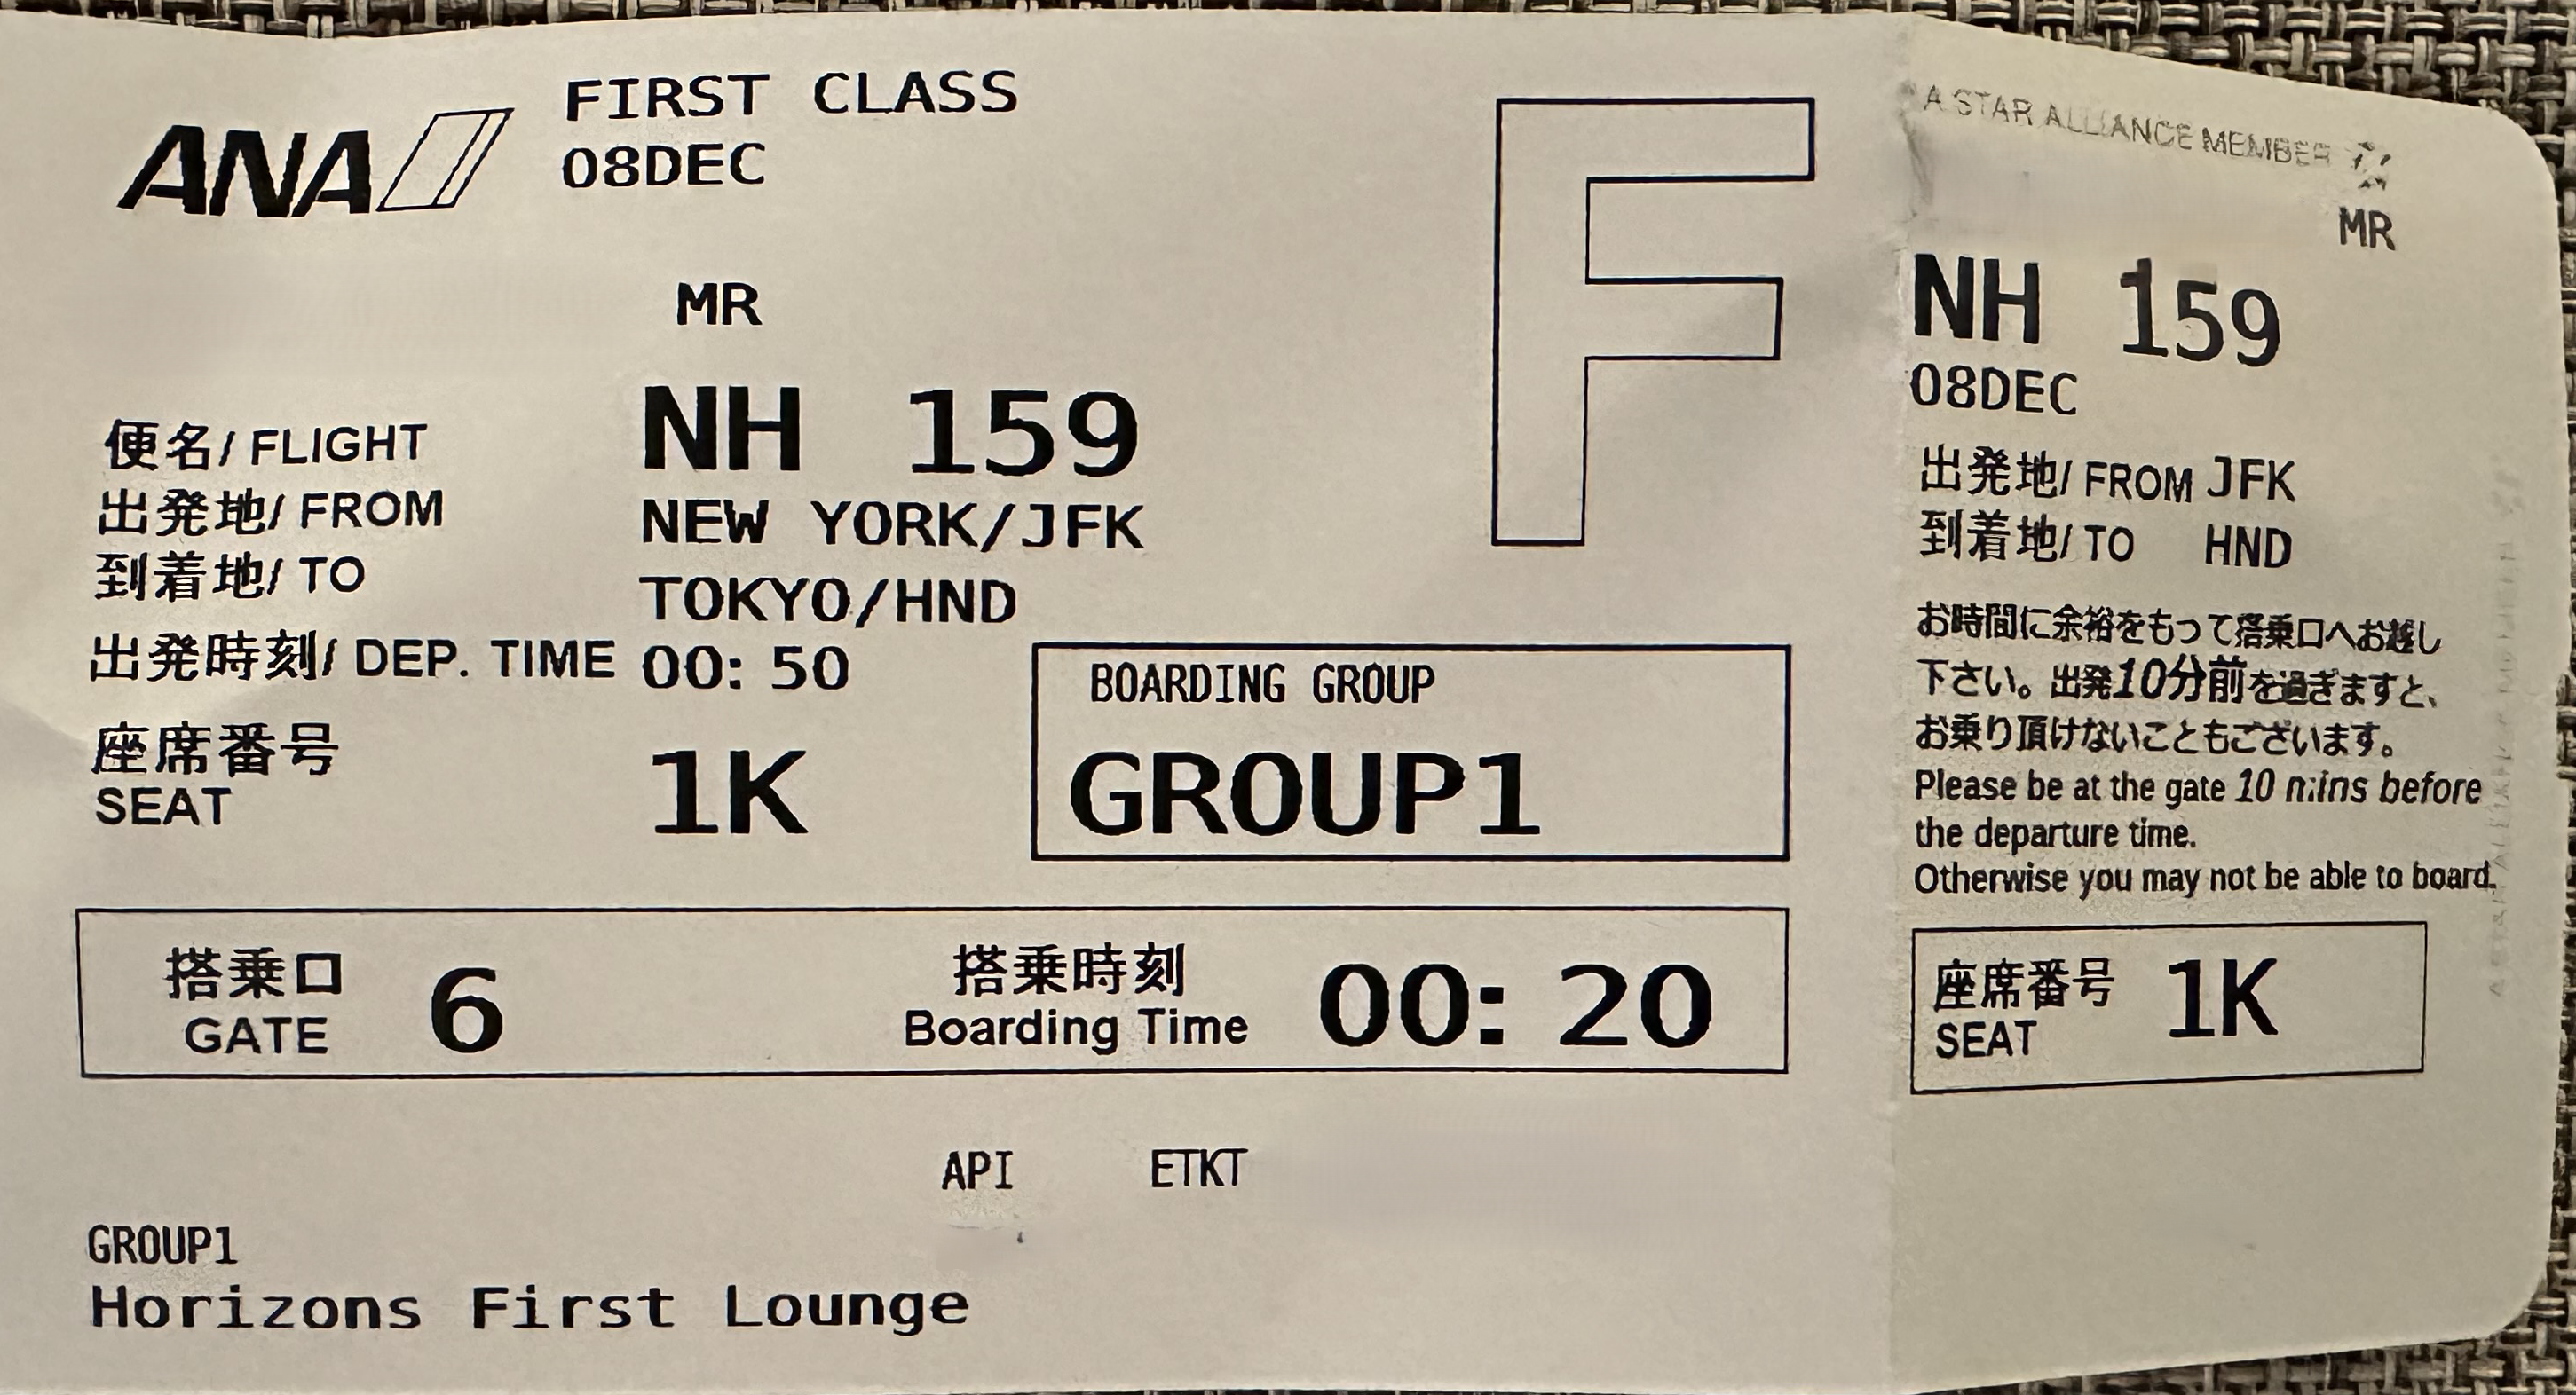 ANA
FIRST CLASS
08DEC
MR
F
便名/ FLIGHT NH 159
出発地/ FROM NEW YORK/JFK
到着地/ TO TOKYO/HND
出発時刻/ DEP. TIME 00: 50
座席番号
SEAT
1K
BOARDING GROUP
GROUP1
搭乗口
GATE
6
搭乗時刻
Boarding Time
00: 20
API ETKT
GROUP1
Horizons First Lounge
A STAR ALLIANCE MEMBER
MR
NH 159
08DEC
出発地/ FROM JFK
到着地/ TO HND
お時間に余裕をもって搭乗口へお越し
下さい。出発10分前を過ぎますと、
お乗り頂けないこともございます。
Please be at the gate 10 mins before
the departure time.
Otherwise you may not be able to board.
座席番号
SEAT
1K